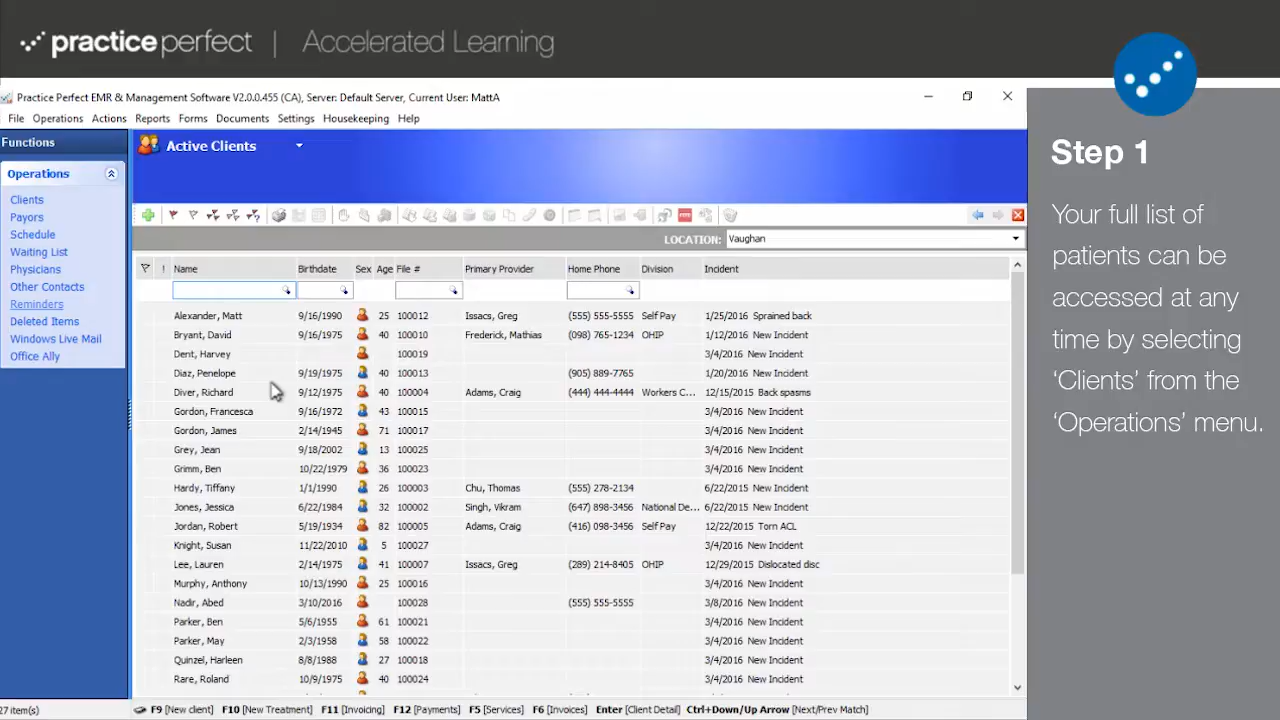 practiceperfect | Accelerated Learning
Practice Perfect EMR & Management Software V2.0.0.455 (CA), Server: Default Server, Current User: MattA
File Operations Actions Reports Forms Documents Settings Housekeeping Help
Functions
Operations
Clients
Payors
Schedule
Waiting List
Physicians
Other Contacts
Reminders
Deleted Items
Windows Live Mail
Office Ally
Active Clients
LOCATION: Vaughan
! Name Birthdate Sex Age File # Primary Provider Home Phone Division Incident
Alexander, Matt 9/16/1990 25 100012 Issacs, Greg (555) 555-5555 Self Pay 1/25/2016 Sprained back
Bryant, David 9/16/1975 40 100010 Frederick, Mathias (098) 765-1234 OHIP 1/12/2016 New Incident
Dent, Harvey 100019 3/4/2016 New Incident
Diaz, Penelope 9/19/1975 40 100013 (905) 889-7765 1/20/2016 New Incident
Diver, Richard 9/12/1975 40 100004 Adams, Craig (444) 444-4444 Workers C... 12/15/2015 Back spasms
Gordon, Francesca 9/16/1972 43 100015 3/4/2016 New Incident
Gordon, James 2/14/1945 71 100017 3/4/2016 New Incident
Grey, Jean 9/18/2002 13 100025 3/4/2016 New Incident
Grimm, Ben 10/22/1979 36 100023 3/4/2016 New Incident
Hardy, Tiffany 1/1/1990 26 100003 Chu, Thomas (555) 278-2134 6/22/2015 New Incident
Jones, Jessica 6/22/1984 32 100002 Singh, Vikram (647) 898-3456 National De... 6/22/2015 New Incident
Jordan, Robert 5/19/1934 82 100005 Adams, Craig (416) 098-3456 Self Pay 12/22/2015 Torn ACL
Knight, Susan 11/22/2010 5 100027 3/4/2016 New Incident
Lee, Lauren 2/14/1975 41 100007 Issacs, Greg (289) 214-8405 OHIP 12/29/2015 Dislocated disc
Murphy, Anthony 10/13/1990 25 100016 3/4/2016 New Incident
Nadir, Abed 3/10/2016 100028 (555) 555-5555 3/8/2016 New Incident
Parker, Ben 5/6/1955 61 100021 3/4/2016 New Incident
Parker, May 2/3/1958 58 100022 3/4/2016 New Incident
Quinzel, Harleen 8/8/1988 27 100018 3/4/2016 New Incident
Rare, Roland 10/9/1975 40 100024 3/4/2016 New Incident
27 item(s)
F9 [New client] F10 [New Treatment] F11 [Invoicing] F12 [Payments] F5 [Services] F6 [Invoices] Enter [Client Detail] Ctrl+Down/Up Arrow [Next/Prev Match]
Step 1
Your full list of
patients can be
accessed at any
time by selecting
‘Clients’ from the
‘Operations’ menu.